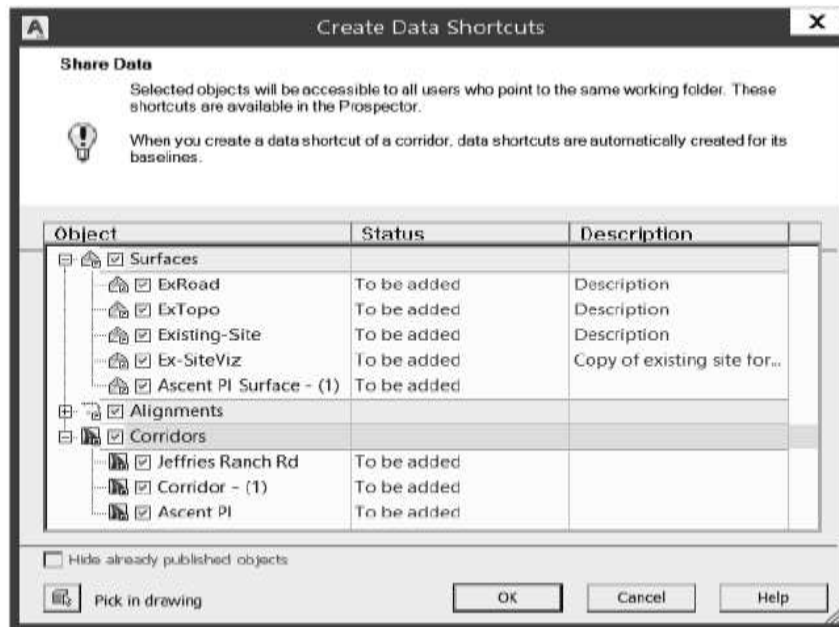 Create Data Shortcuts
Share Data
Selected objects will be accessible to all users who point to the same working folder. These
shortcuts are available in the Prospector.
When you create a data shortcut of a corridor, data shortcuts are automatically created for its
baselines.
Object Status Description
Surfaces
ExRoad To be added Description
ExTopo To be added Description
Existing-Site To be added Description
Ex-SiteViz To be added Copy of existing site for...
Ascent Pl Surface - (1) To be added
Alignments
Corridors
Jeffries Ranch Rd To be added
Corridor - (1) To be added
Ascent Pl To be added
Hide already published objects
Pick in drawing OK Cancel Help